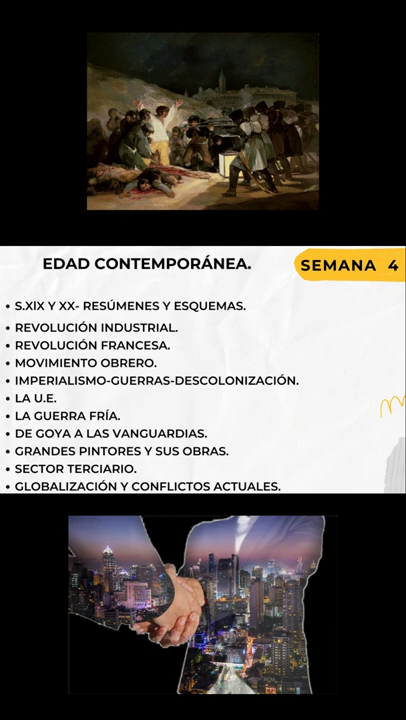 EDAD CONTEMPORÁNEA.
SEMANA 4
• S.XIX Y XX- RESÚMENES Y ESQUEMAS.
• REVOLUCIÓN INDUSTRIAL.
• REVOLUCIÓN FRANCESA.
• MOVIMIENTO OBRERO.
• IMPERIALISMO-GUERRAS-DESCOLONIZACIÓN.
• LA U.E.
• LA GUERRA FRÍA.
• DE GOYA A LAS VANGUARDIAS.
• GRANDES PINTORES Y SUS OBRAS.
• SECTOR TERCIARIO.
• GLOBALIZACIÓN Y CONFLICTOS ACTUALES.